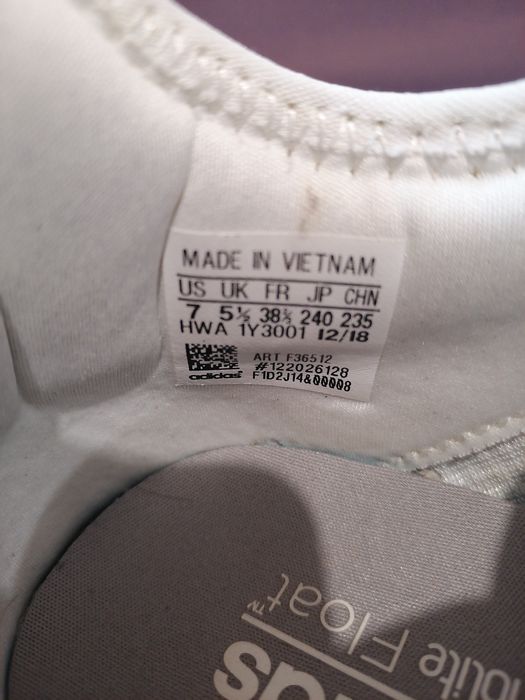 MADE IN VIETNAM
US UK FR JP CHN
7 5½ 38⅔ 240 235
HWA 1Y3001 12/18
ART F36512
#122026128
adidas F1D2J14&00008
Float™